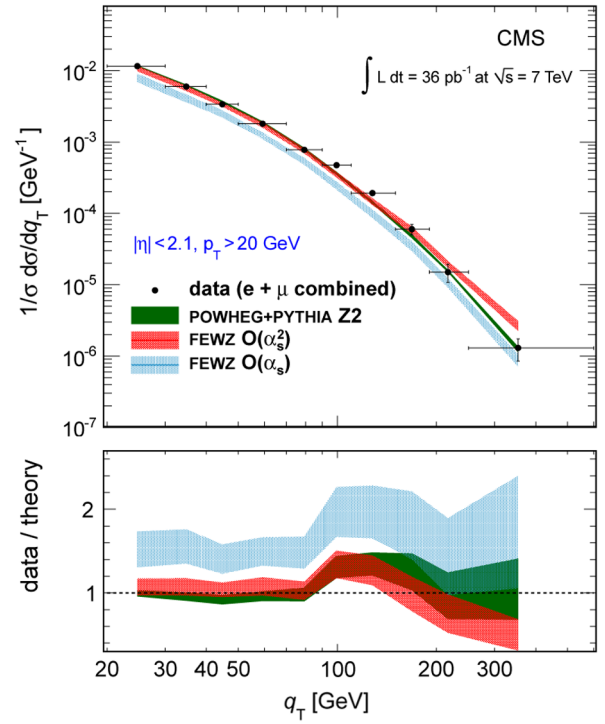 CMS
∫ L dt = 36 pb⁻¹ at √s = 7 TeV
1/σ dσ/dq_T [GeV⁻¹]
10⁻²
10⁻³
10⁻⁴
10⁻⁵
10⁻⁶
10⁻⁷
|η| < 2.1, p_T > 20 GeV
data (e + μ combined)
POWHEG+PYTHIA Z2
FEWZ O(α_s²)
FEWZ O(α_s)
data / theory
2
1
20 30 40 50 100 200 300
q_T [GeV]